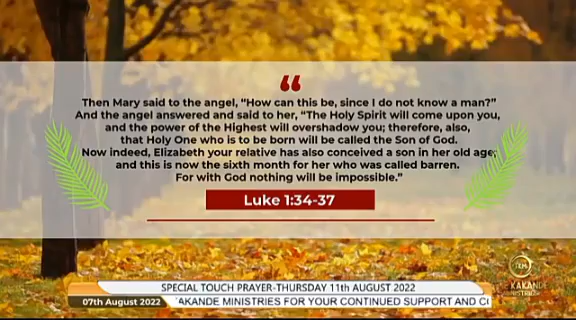 “
Then Mary said to the angel, “How can this be, since I do not know a man?”
And the angel answered and said to her, “The Holy Spirit will come upon you,
and the power of the Highest will overshadow you; therefore, also,
that Holy One who is to be born will be called the Son of God.
Now indeed, Elizabeth your relative has also conceived a son in her old age;
and this is now the sixth month for her who was called barren.
For with God nothing will be impossible.”
Luke 1:34-37
SPECIAL TOUCH PRAYER-THURSDAY 11th AUGUST 2022
07th August 2022
AKANDE MINISTRIES FOR YOUR CONTINUED SUPPORT AND CO
KAKANDE